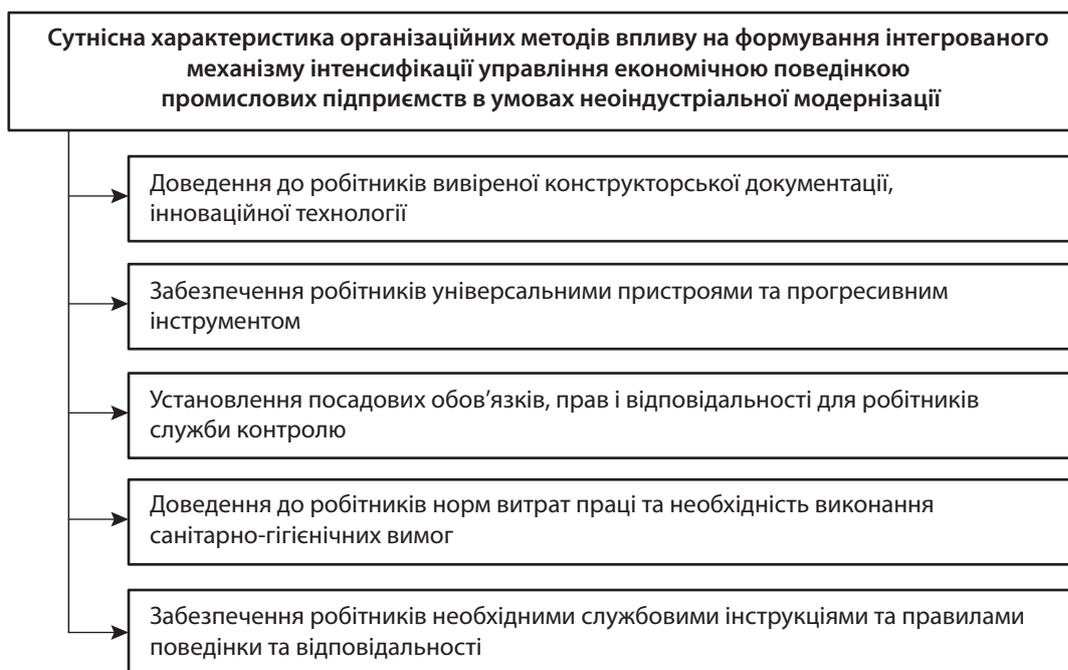 Сутнісна характеристика організаційних методів впливу на формування інтегрованого
механізму інтенсифікації управління економічною поведінкою
промислових підприємств в умовах неоіндустріальної модернізації
Доведення до робітників вивіреної конструкторської документації,
інноваційної технології
Забезпечення робітників універсальними пристроями та прогресивним
інструментом
Установлення посадових обов'язків, прав і відповідальності для робітників
служби контролю
Доведення до робітників норм витрат праці та необхідність виконання
санітарно-гігієнічних вимог
Забезпечення робітників необхідними службовими інструкціями та правилами
поведінки та відповідальності